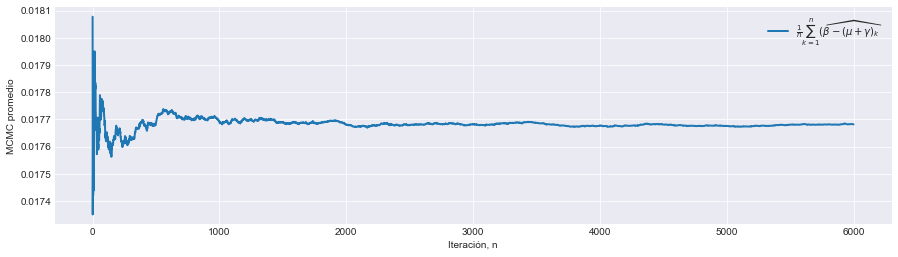 0.0181
0.0180
0.0179
0.0178
0.0177
0.0176
0.0175
0.0174
MCMC promedio
0 1000 2000 3000 4000 5000 6000
Iteración, n
$\frac{1}{n}\sum_{k=1}^{n}(\widehat{\beta-(\mu+\gamma)_k}$